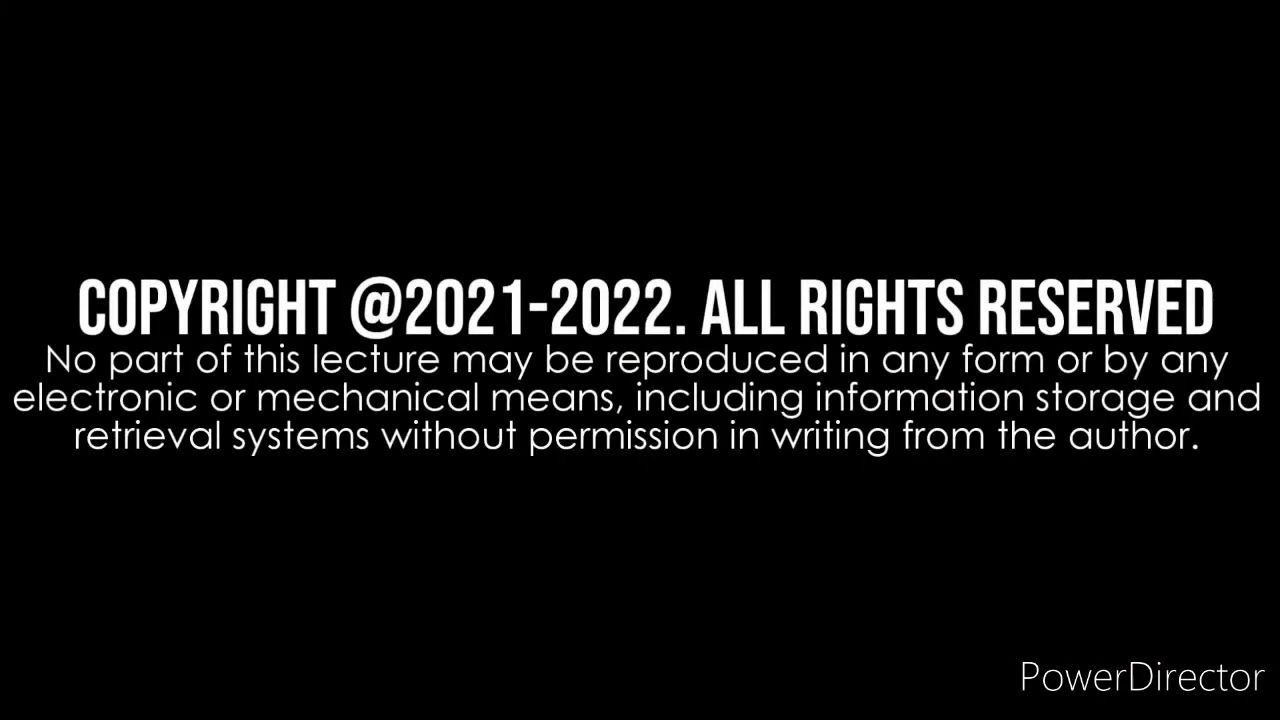 COPYRIGHT @2021-2022. ALL RIGHTS RESERVED
No part of this lecture may be reproduced in any form or by any
electronic or mechanical means, including information storage and
retrieval systems without permission in writing from the author.
PowerDirector